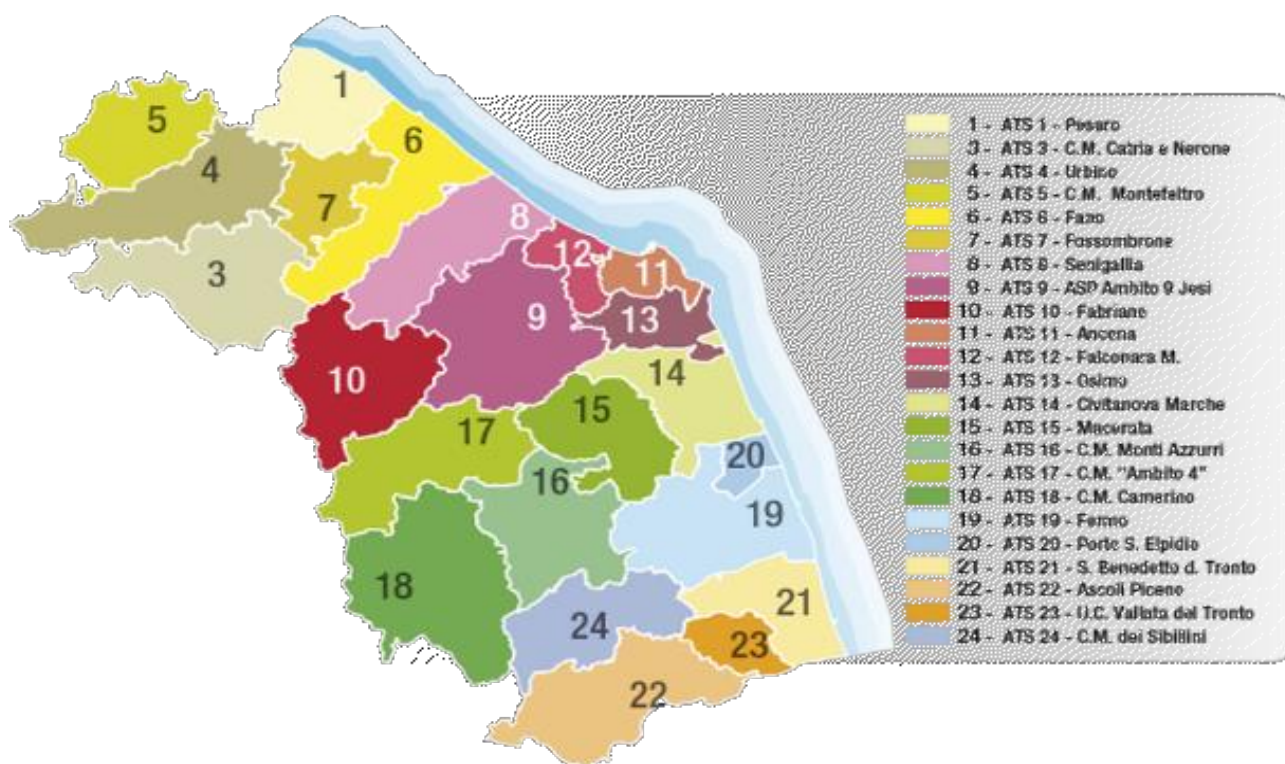 1
5
6
4
7
8
3
12
11
9
13
10
14
15
17
20
16
19
18
21
24
23
22
1 - ATS 1 - Pesaro
3 - ATS 3 - C.M. Catria e Nerone
4 - ATS 4 - Urbino
5 - ATS 5 - C.M. Montefeltro
6 - ATS 6 - Fano
7 - ATS 7 - Fossombrone
8 - ATS 8 - Senigallia
9 - ATS 9 - ASP Ambito 9 Jesi
10 - ATS 10 - Fabriano
11 - ATS 11 - Ancona
12 - ATS 12 - Falconara M.
13 - ATS 13 - Osimo
14 - ATS 14 - Civitanova Marche
15 - ATS 15 - Macerata
16 - ATS 16 - C.M. Monti Azzurri
17 - ATS 17 - C.M. "Ambito 4"
18 - ATS 18 - C.M. Camerino
19 - ATS 19 - Fermo
20 - ATS 20 - Porto S. Elpidio
21 - ATS 21 - S. Benedetto d. Tronto
22 - ATS 22 - Ascoli Piceno
23 - ATS 23 - U.C. Vallata del Tronto
24 - ATS 24 - C.M. dei Sibillini